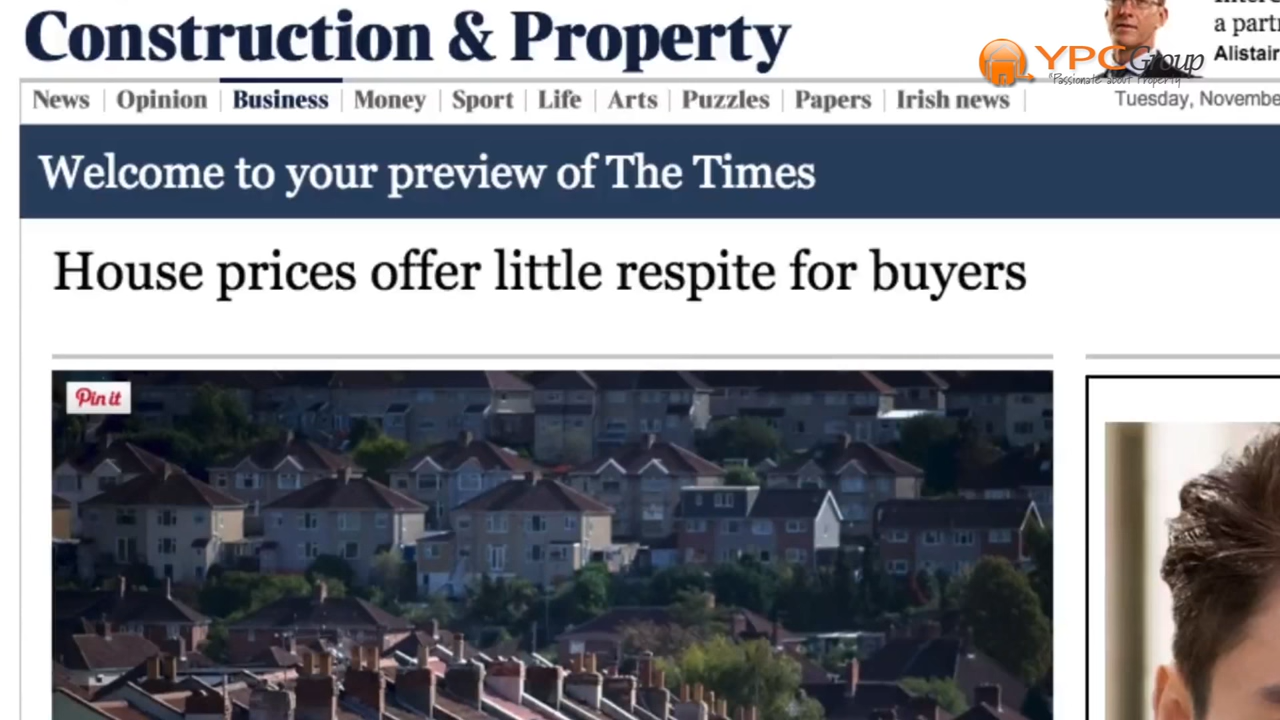 Construction & Property
a part
Alistair
YPC Group
"Passionate about Property"
News Opinion Business Money Sport Life Arts Puzzles Papers Irish news
Tuesday, Novembe
Welcome to your preview of The Times
House prices offer little respite for buyers
Pin it